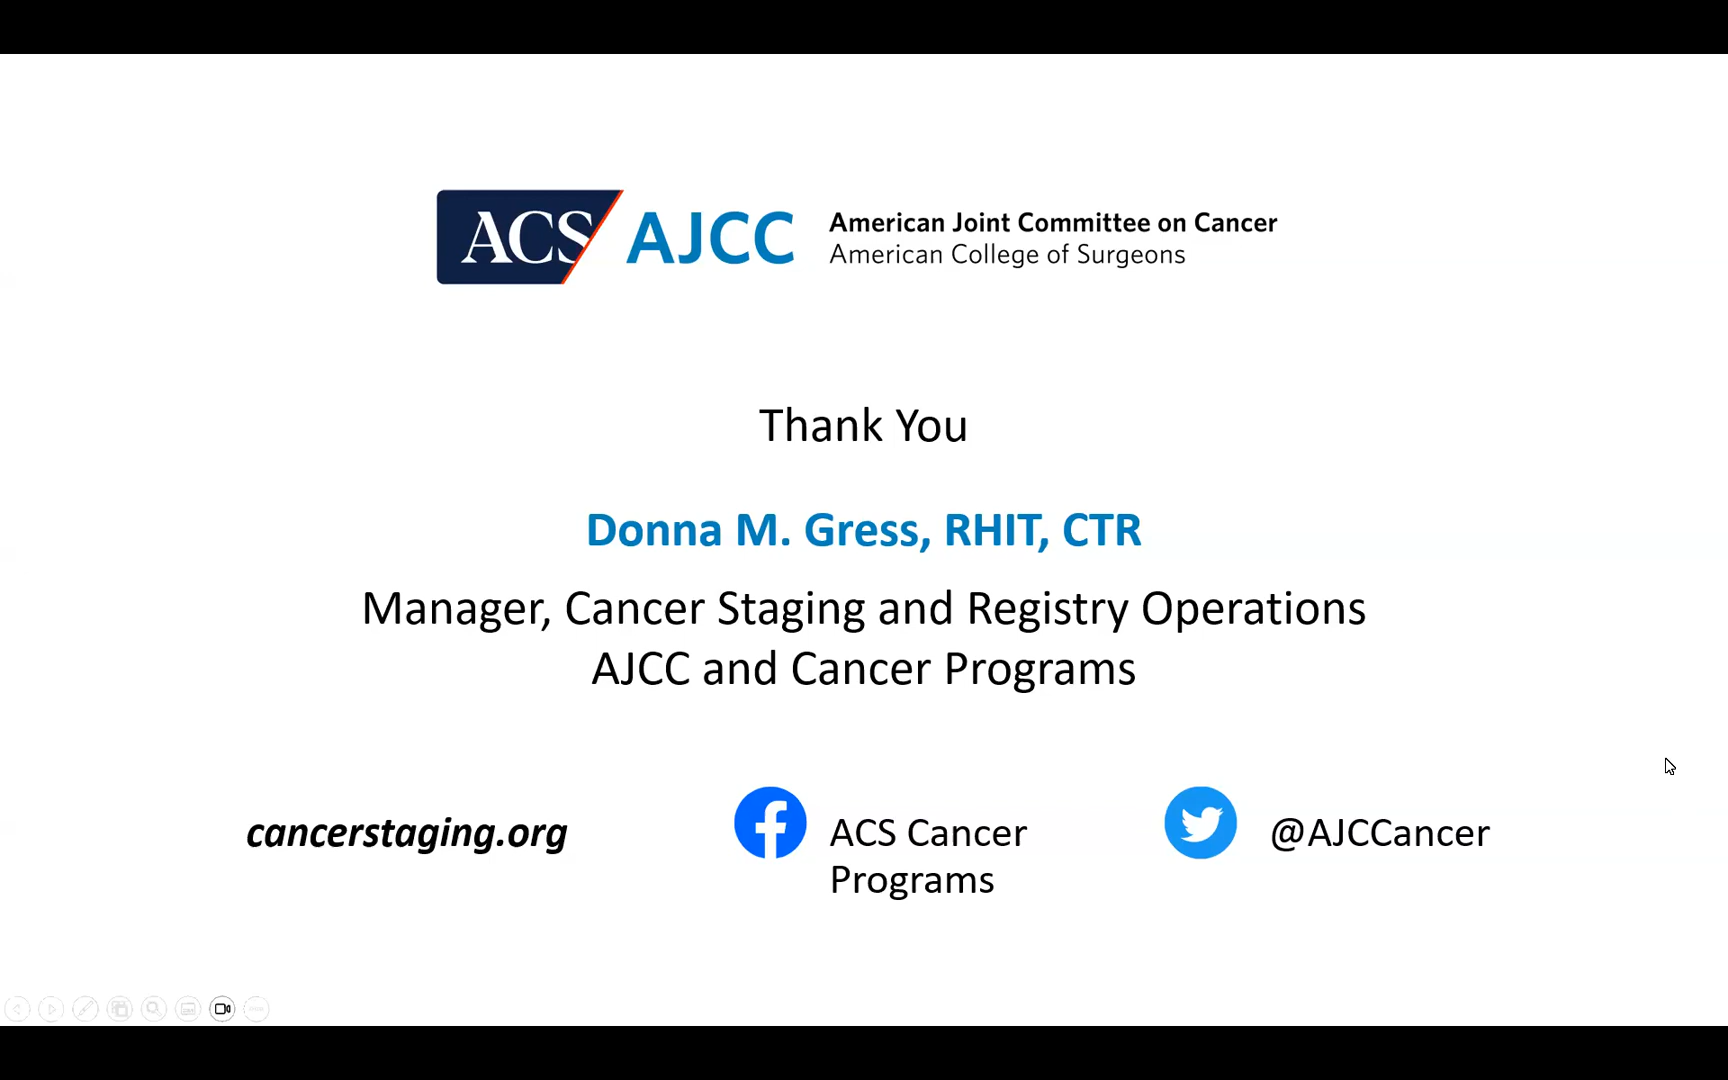 ACS AJCC American Joint Committee on Cancer
American College of Surgeons
Thank You
Donna M. Gress, RHIT, CTR
Manager, Cancer Staging and Registry Operations
AJCC and Cancer Programs
cancerstaging.org
ACS Cancer
Programs
@AJCCancer